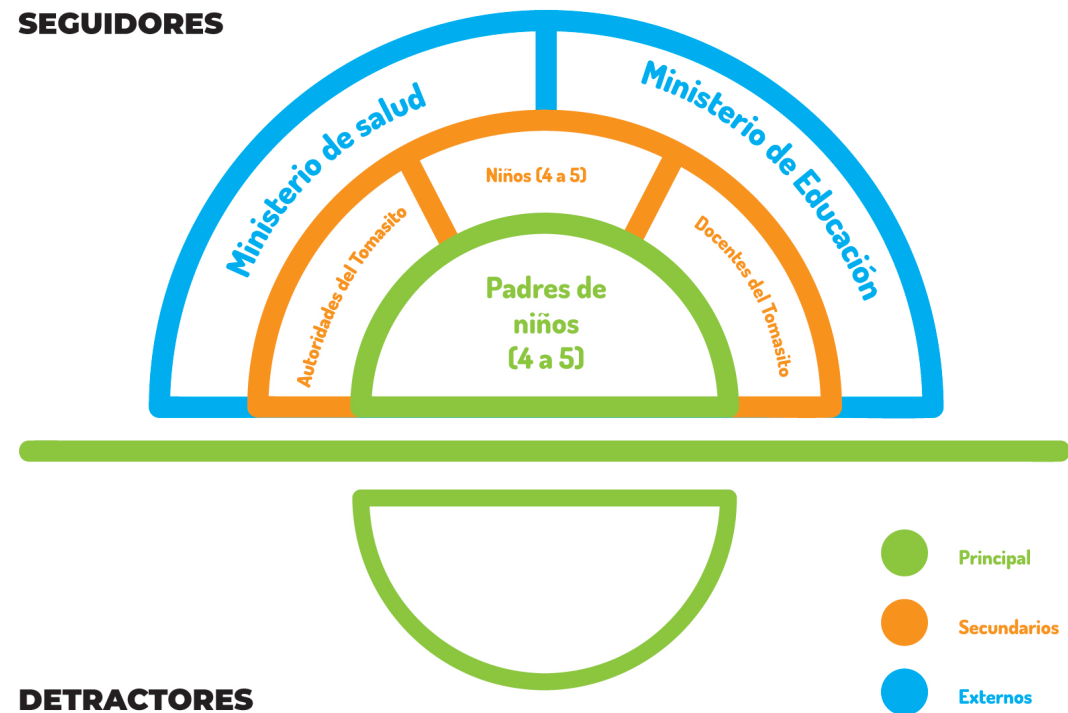 SEGUIDORES
Ministerio de salud
Ministerio de Educación
Niños (4 a 5)
Autoridades del Tomasito
Docentes del Tomasito
Padres de
niños
(4 a 5)
Principal
Secundarios
Externos
DETRACTORES